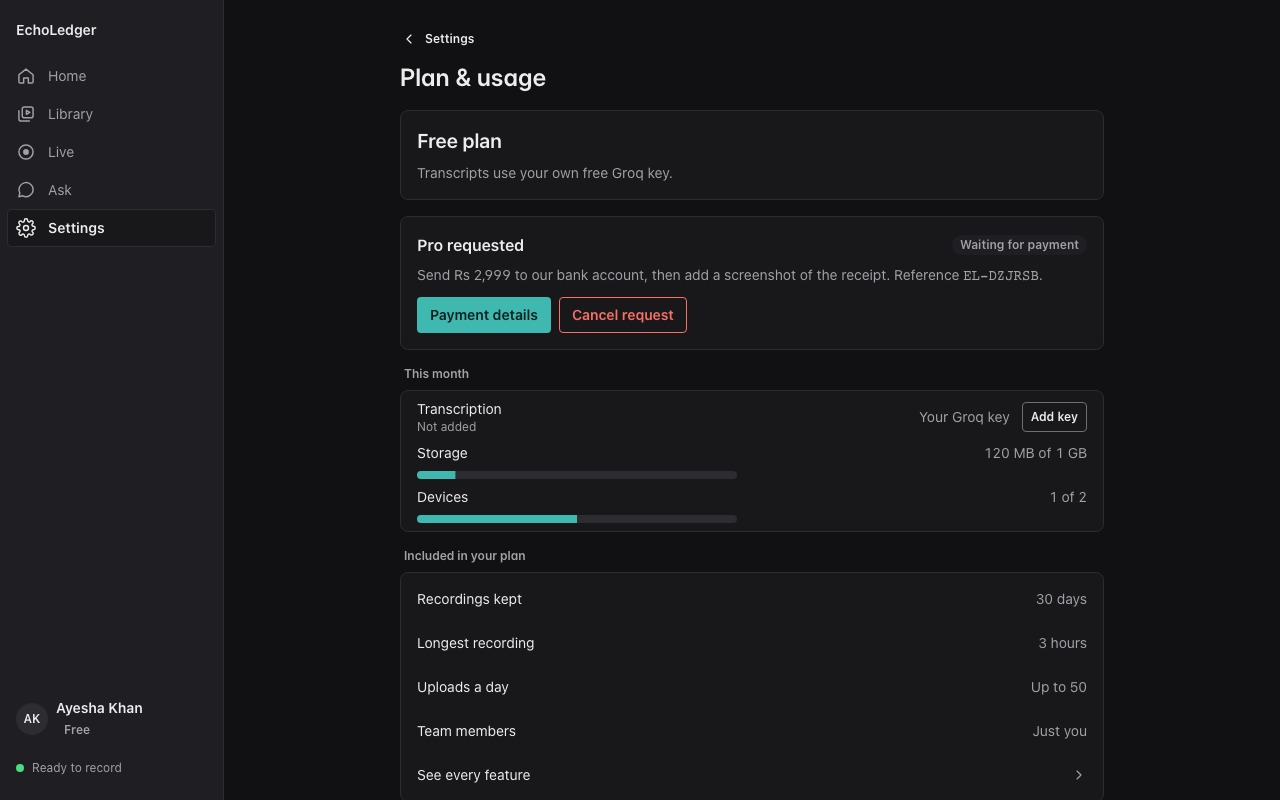 EchoLedger
Home
Library
Live
Ask
Settings
AK
Ayesha Khan
Free
Ready to record
Settings
Plan & usage
Free plan
Transcripts use your own free Groq key.
Pro requested
Waiting for payment
Send Rs 2,999 to our bank account, then add a screenshot of the receipt. Reference EL-DZJRSB.
Payment details
Cancel request
This month
Transcription
Not added
Your Groq key
Add key
Storage
120 MB of 1 GB
Devices
1 of 2
Included in your plan
Recordings kept
30 days
Longest recording
3 hours
Uploads a day
Up to 50
Team members
Just you
See every feature